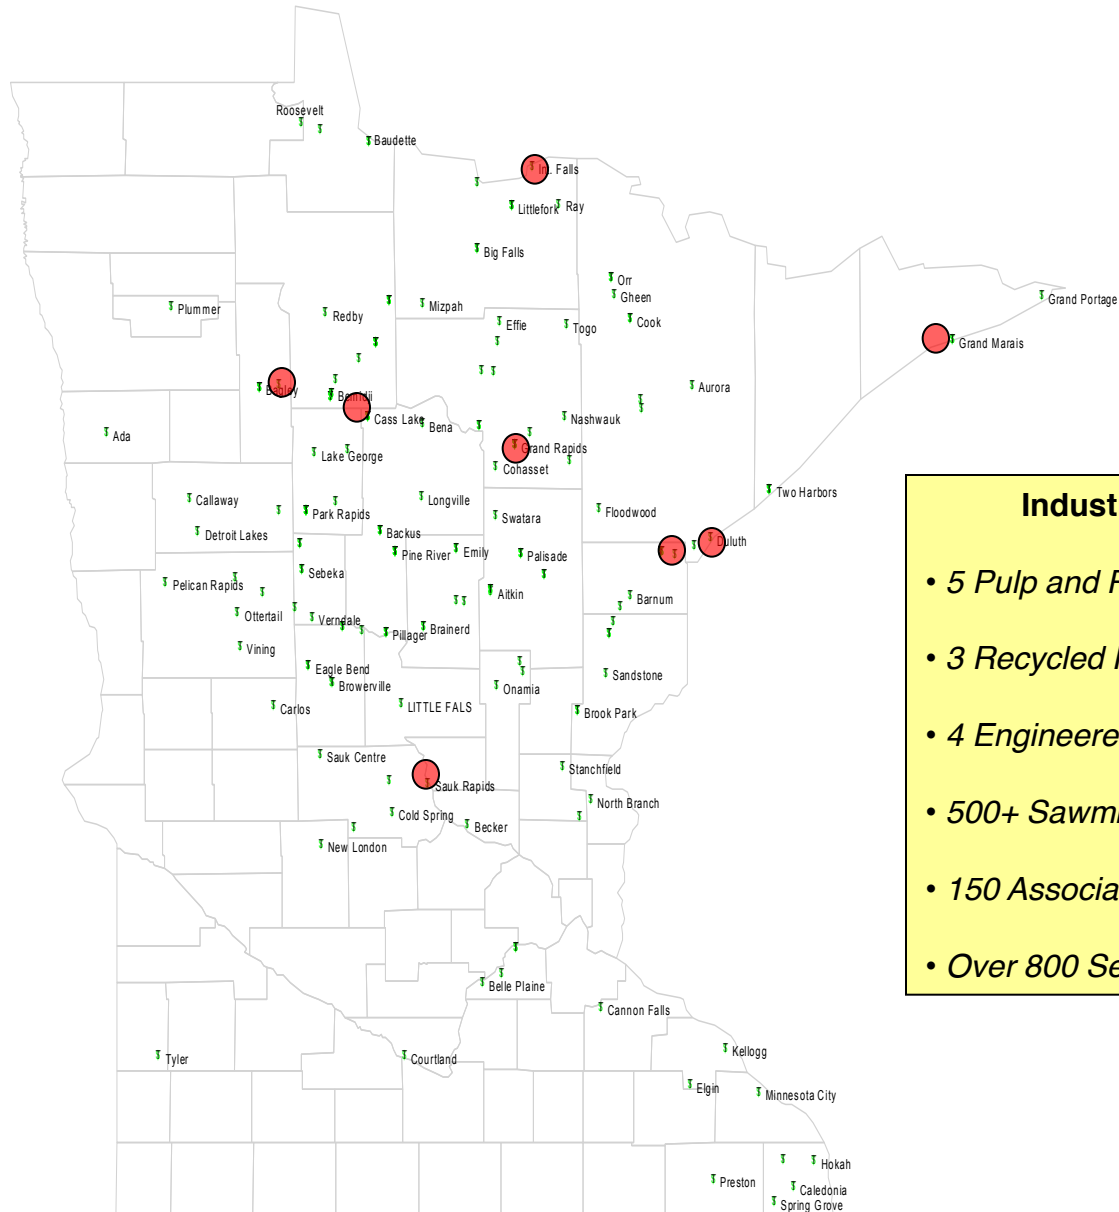 Roosevelt
Baudette
Int. Falls
Littlefork
Ray
Big Falls
Orr
Gheen
Grand Portage
Plummer
Mizpah
Redby
Effie
Togo
Cook
Grand Marais
Bagley
Bemidji
Aurora
Cass Lake
Bena
Nashwauk
Ada
Lake George
Grand Rapids
Cohasset
Two Harbors
Callaway
Longville
Park Rapids
Swatara
Floodwood
Detroit Lakes
Backus
Pine River
Emily
Palisade
Duluth
Sebeka
Pelican Rapids
Aitkin
Barnum
Ottertail
Verndale
Pillager
Brainerd
Vining
Eagle Bend
Browerville
Onamia
Sandstone
Carlos
LITTLE FALS
Brook Park
Sauk Centre
Stanchfield
Sauk Rapids
North Branch
Cold Spring
Becker
New London
Belle Plaine
Cannon Falls
Tyler
Courtland
Kellogg
Elgin
Minnesota City
Hokah
Preston
Caledonia
Spring Grove
Indust
• 5 Pulp and
• 3 Recycled
• 4 Engineere
• 500+ Sawm
• 150 Associa
• Over 800 Se